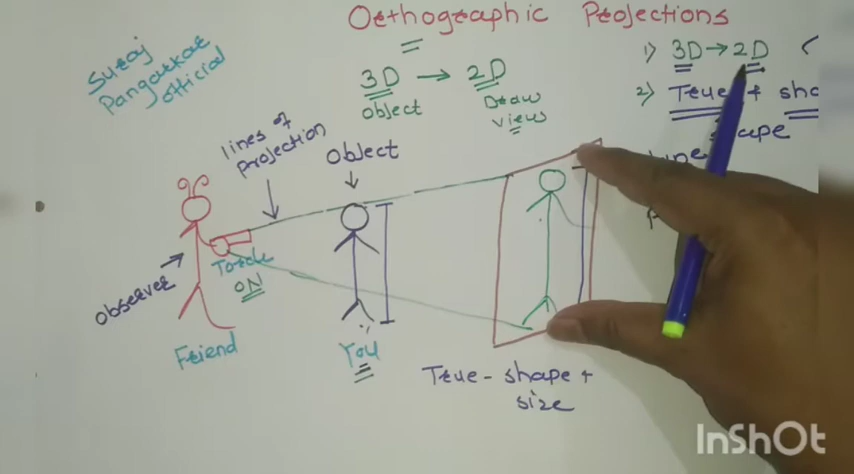 Orthographic Projections
Suraj
Pangarkar
official
3D → 2D
object
Draw
view
1) 3D → 2D
2) True + sha
shape
lines of
projection
object
observer
Torch
ON
Friend
You
True - shape +
size
InShOt